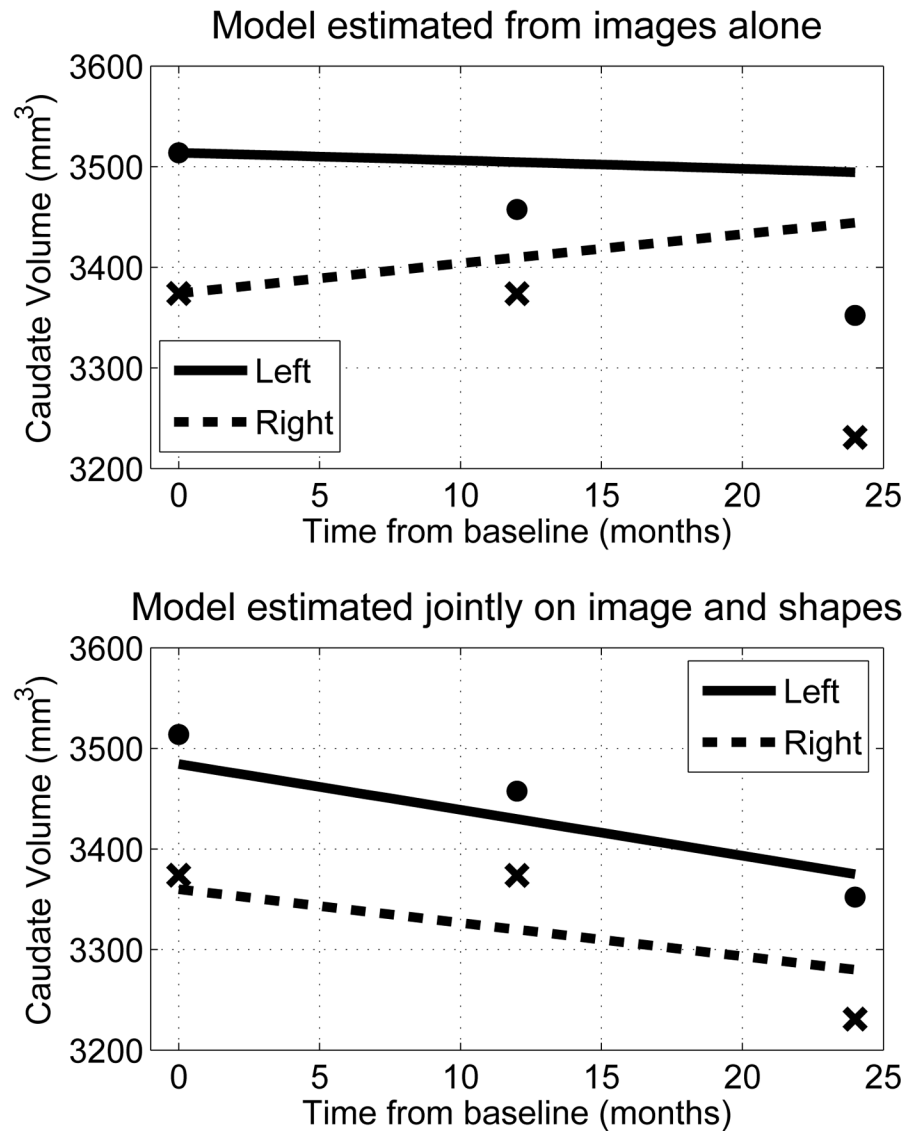 Model estimated from images alone
Caudate Volume (mm³)
3600
3500
3400
3300
3200
Left
Right
0 5 10 15 20 25
Time from baseline (months)
Model estimated jointly on image and shapes
Caudate Volume (mm³)
3600
3500
3400
3300
3200
Left
Right
0 5 10 15 20 25
Time from baseline (months)